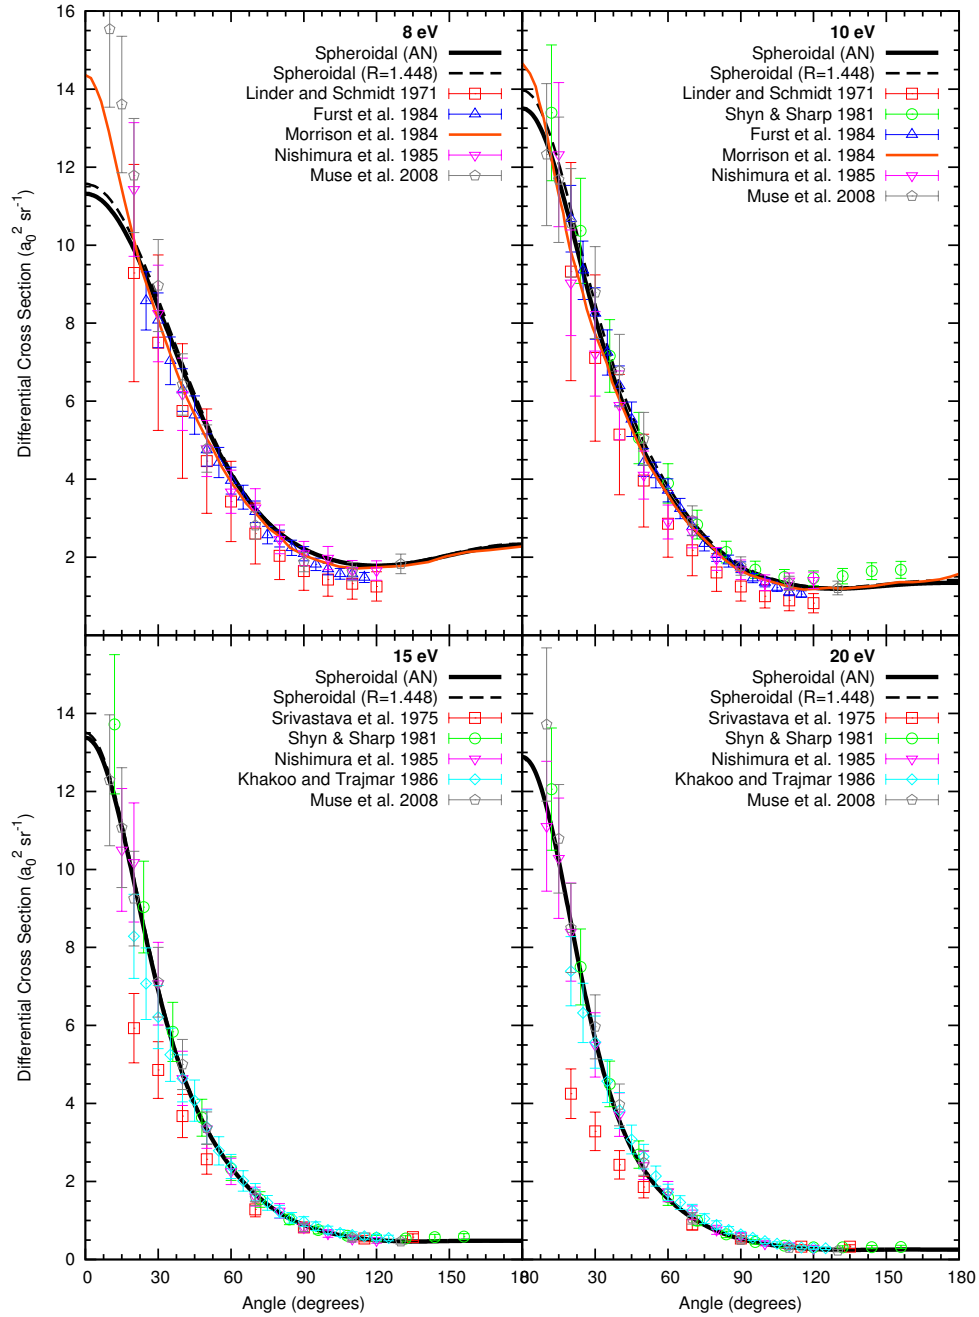 8 eV
Spheroidal (AN)
Spheroidal (R=1.448)
Linder and Schmidt 1971
Furst et al. 1984
Morrison et al. 1984
Nishimura et al. 1985
Muse et al. 2008
16
14
12
10
8
6
4
2
Differential Cross Section (a₀² sr⁻¹)
10 eV
Spheroidal (AN)
Spheroidal (R=1.448)
Linder and Schmidt 1971
Shyn & Sharp 1981
Furst et al. 1984
Morrison et al. 1984
Nishimura et al. 1985
Muse et al. 2008
15 eV
Spheroidal (AN)
Spheroidal (R=1.448)
Srivastava et al. 1975
Shyn & Sharp 1981
Nishimura et al. 1985
Khakoo and Trajmar 1986
Muse et al. 2008
14
12
10
8
6
4
2
0
Differential Cross Section (a₀² sr⁻¹)
0 30 60 90 120 150
Angle (degrees)
20 eV
Spheroidal (AN)
Spheroidal (R=1.448)
Srivastava et al. 1975
Shyn & Sharp 1981
Nishimura et al. 1985
Khakoo and Trajmar 1986
Muse et al. 2008
30 60 90 120 150 180
Angle (degrees)